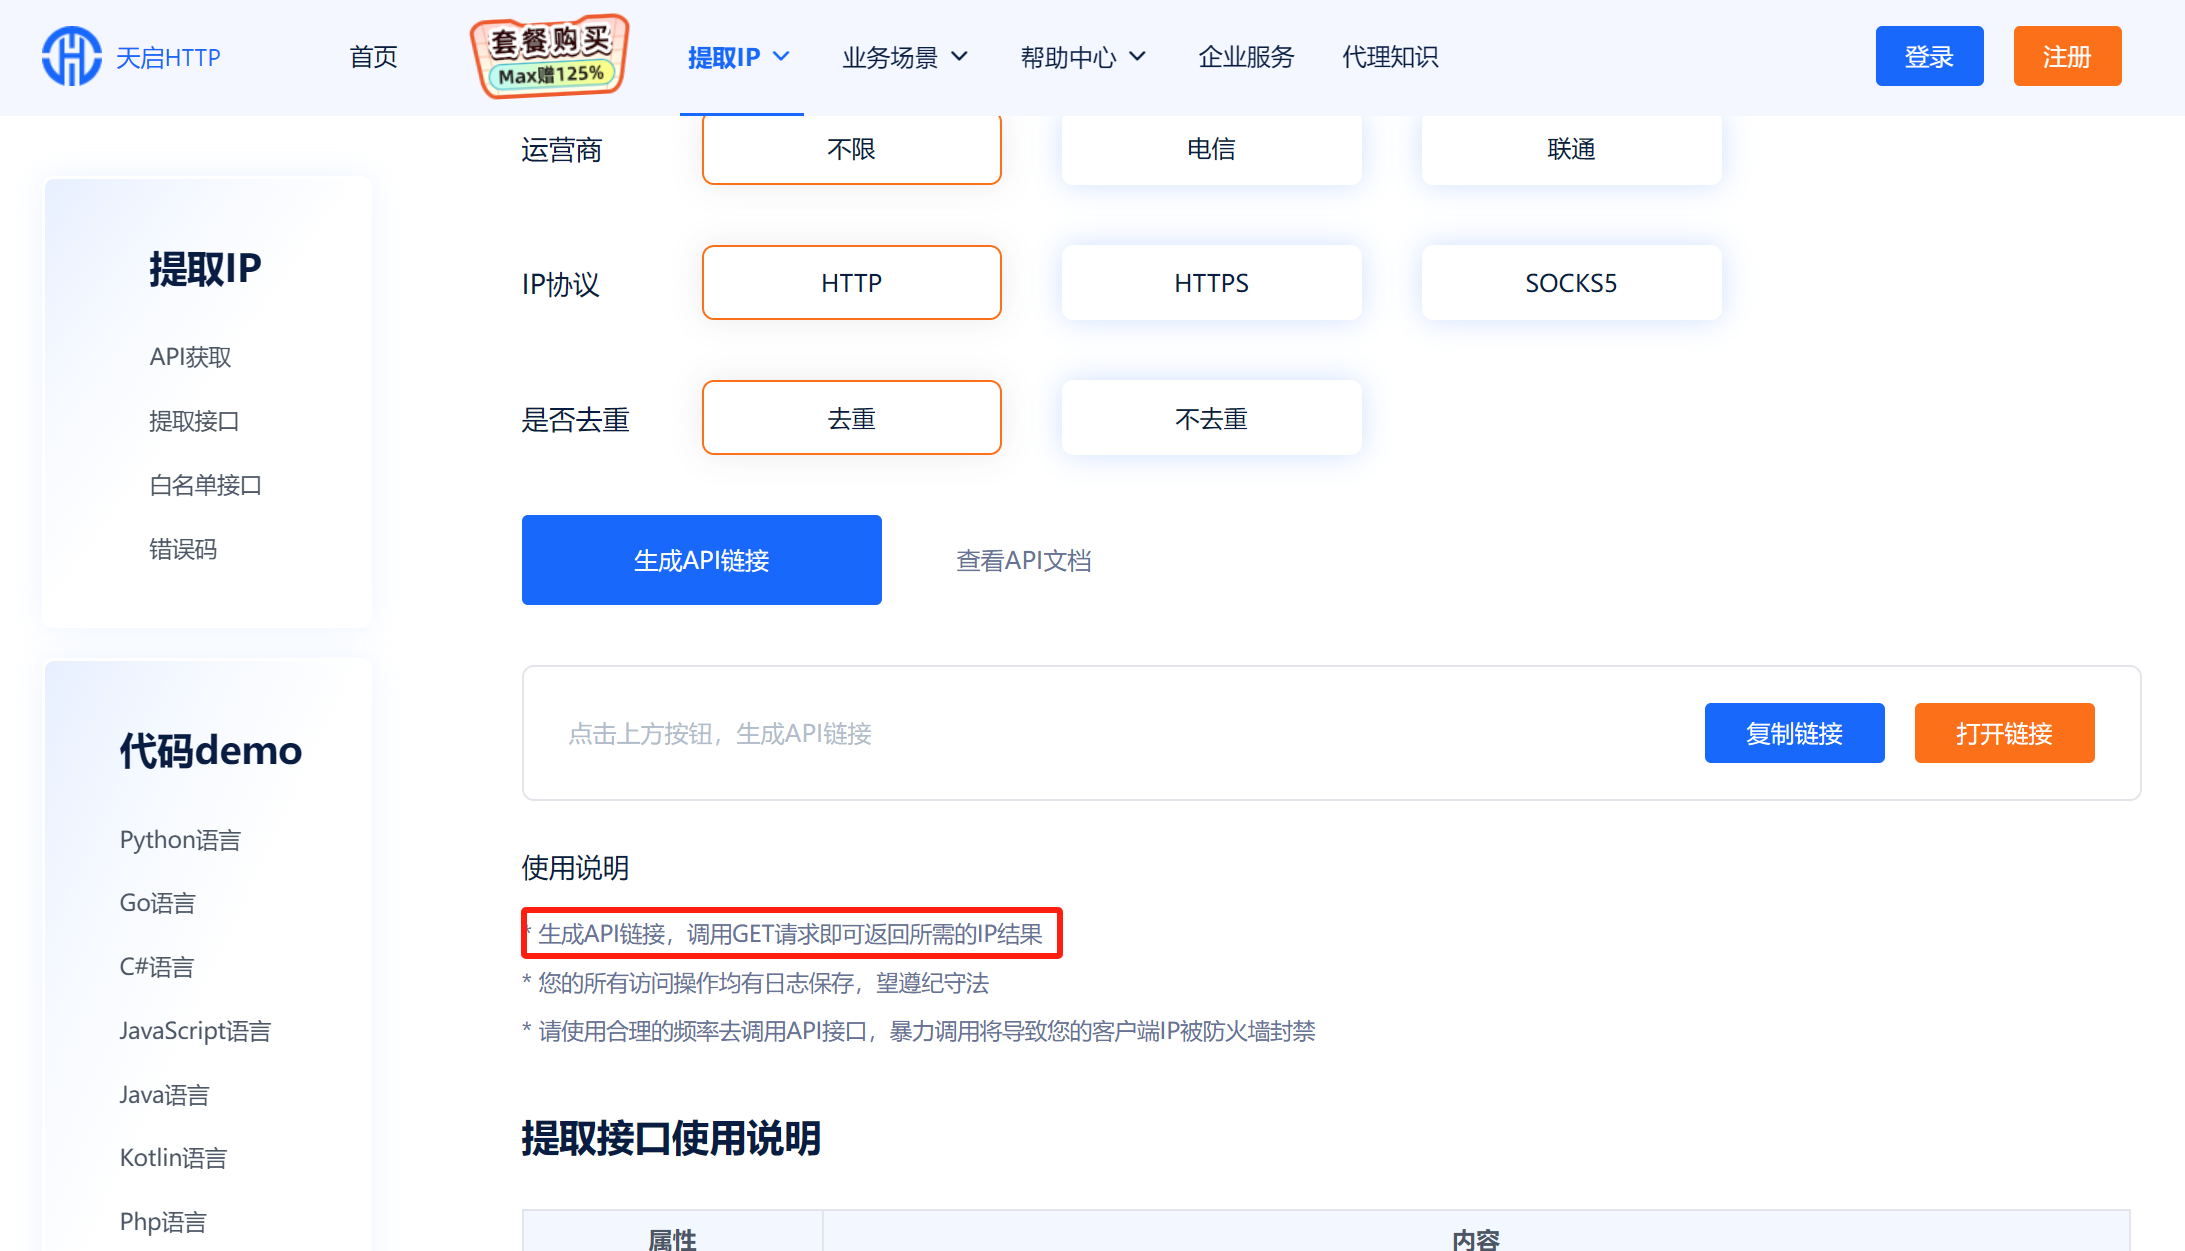 天启HTTP
首页
套餐购买
Max赠125%
提取IP
业务场景
帮助中心
企业服务
代理知识
登录
注册
运营商
不限
电信
联通
提取IP
IP协议
HTTP
HTTPS
SOCKS5
API获取
提取接口
是否去重
去重
不去重
白名单接口
错误码
生成API链接
查看API文档
代码demo
点击上方按钮，生成API链接
复制链接
打开链接
Python语言
使用说明
Go语言
* 生成API链接，调用GET请求即可返回所需的IP结果
C#语言
* 您的所有访问操作均有日志保存，望遵纪守法
JavaScript语言
* 请使用合理的频率去调用API接口，暴力调用将导致您的客户端IP被防火墙封禁
Java语言
提取接口使用说明
Kotlin语言
Php语言
属性
内容